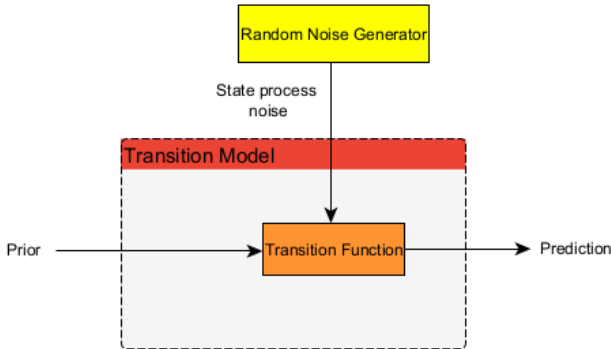 Random Noise Generator
State process
noise
Transition Model
Prior
Transition Function
Prediction